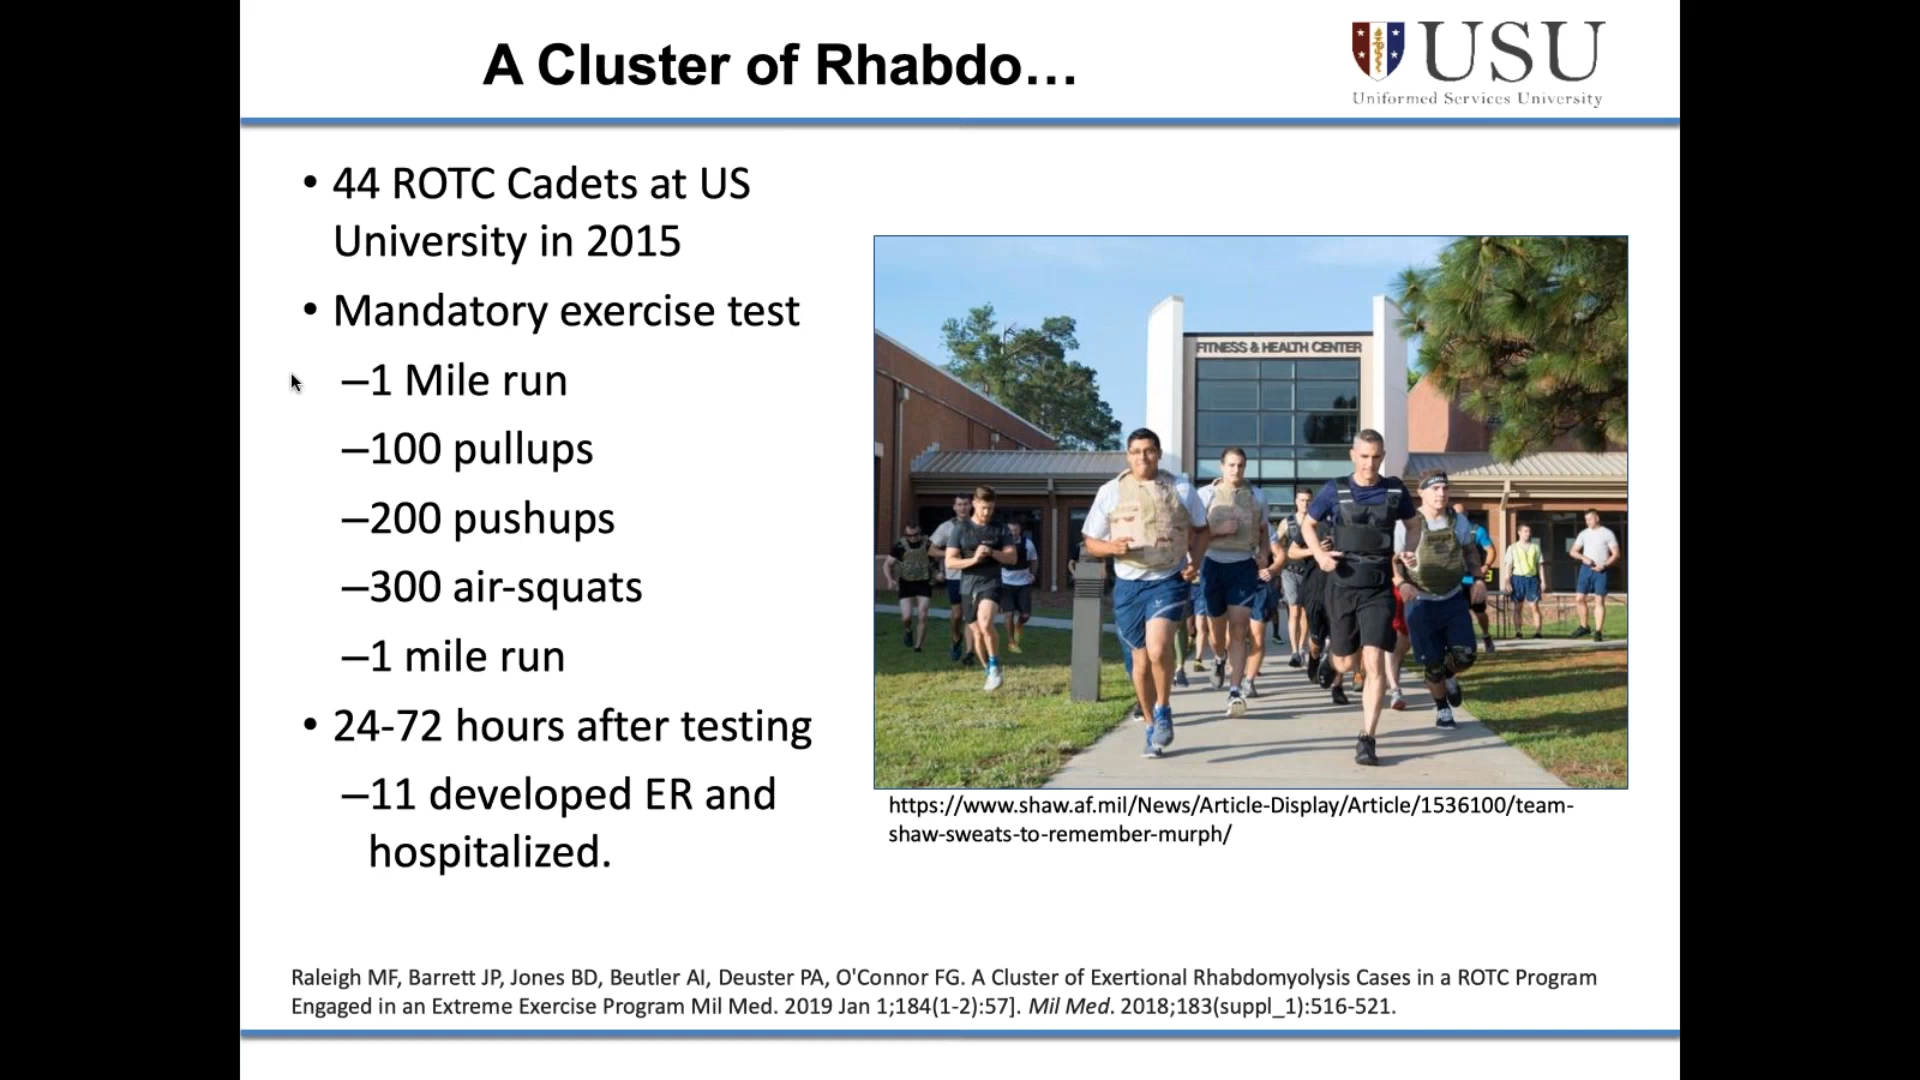 A Cluster of Rhabdo…
USU
Uniformed Services University
• 44 ROTC Cadets at US
University in 2015
• Mandatory exercise test
–1 Mile run
–100 pullups
–200 pushups
–300 air-squats
–1 mile run
• 24-72 hours after testing
–11 developed ER and
hospitalized.
FITNESS & HEALTH CENTER
https://www.shaw.af.mil/News/Article-Display/Article/1536100/team-
shaw-sweats-to-remember-murph/
Raleigh MF, Barrett JP, Jones BD, Beutler AI, Deuster PA, O'Connor FG. A Cluster of Exertional Rhabdomyolysis Cases in a ROTC Program
Engaged in an Extreme Exercise Program Mil Med. 2019 Jan 1;184(1-2):57]. Mil Med. 2018;183(suppl_1):516-521.